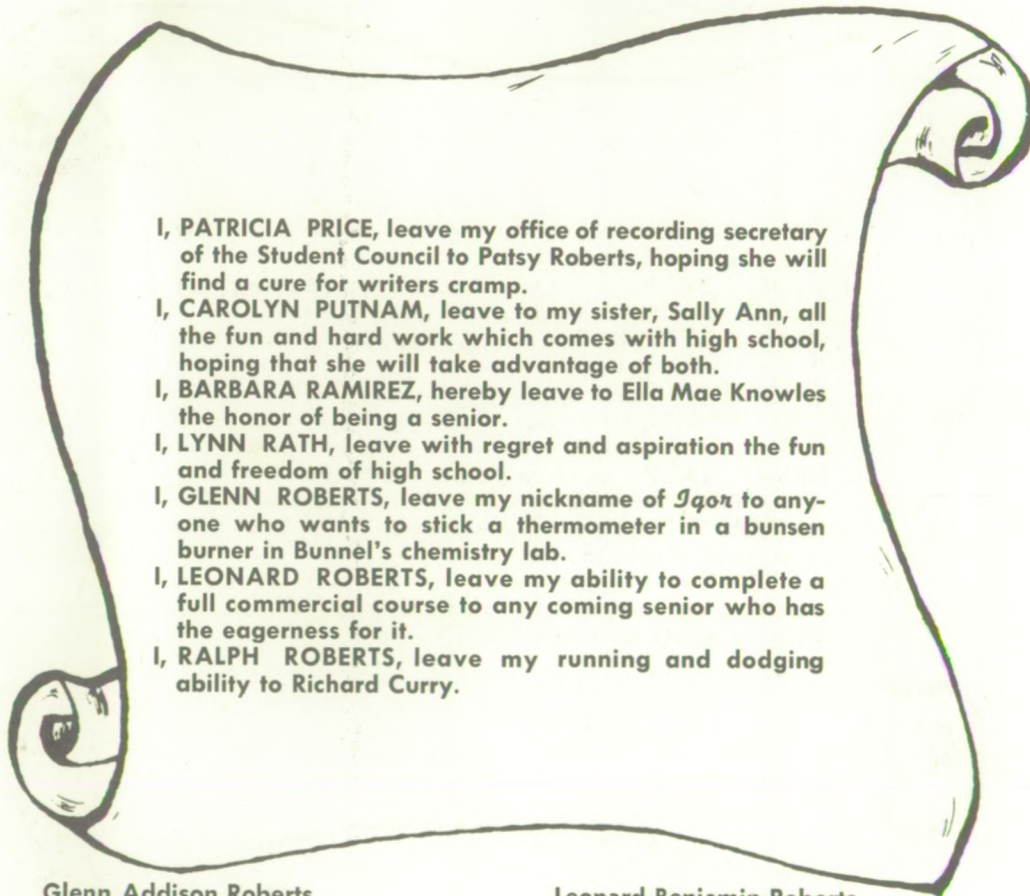 I, PATRICIA PRICE, leave my office of recording secretary
of the Student Council to Patsy Roberts, hoping she will
find a cure for writers cramp.
I, CAROLYN PUTNAM, leave to my sister, Sally Ann, all
the fun and hard work which comes with high school,
hoping that she will take advantage of both.
I, BARBARA RAMIREZ, hereby leave to Ella Mae Knowles
the honor of being a senior.
I, LYNN RATH, leave with regret and aspiration the fun
and freedom of high school.
I, GLENN ROBERTS, leave my nickname of Igor to any-
one who wants to stick a thermometer in a bunsen
burner in Bunnel's chemistry lab.
I, LEONARD ROBERTS, leave my ability to complete a
full commercial course to any coming senior who has
the eagerness for it.
I, RALPH ROBERTS, leave my running and dodging
ability to Richard Curry.
Glenn Addison Roberts
Leonard Benjamin Roberts